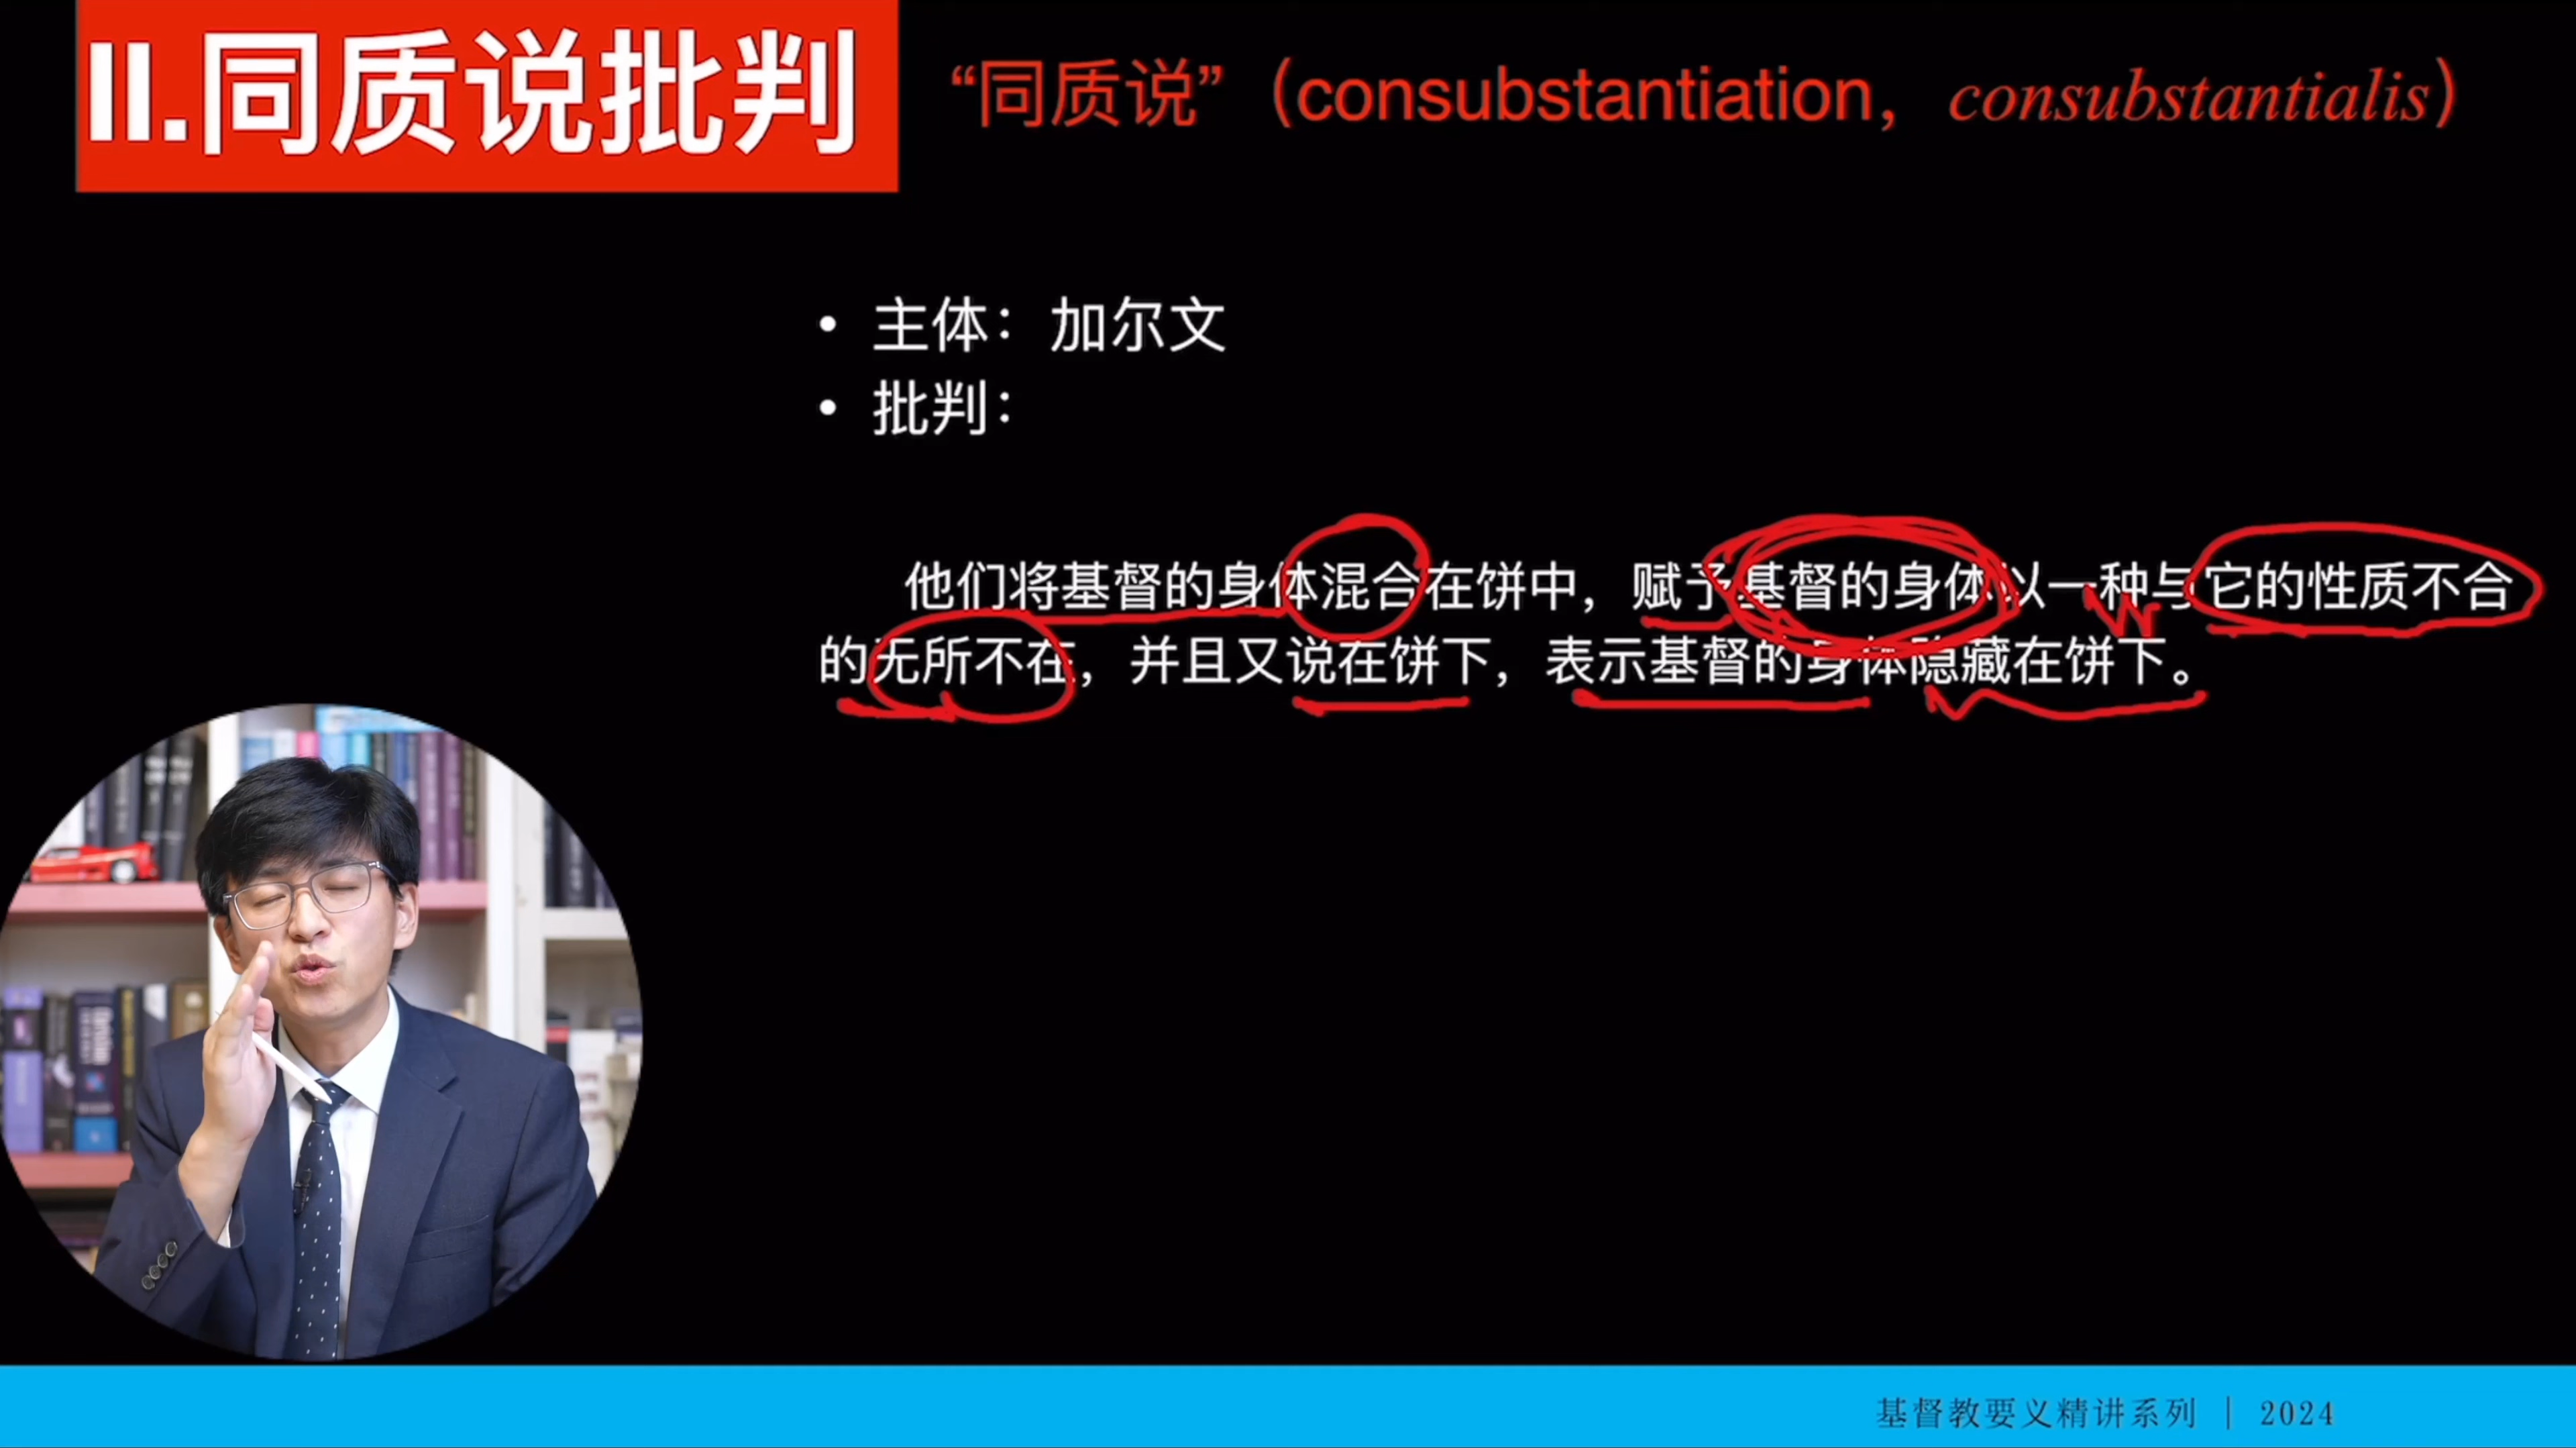 II.同质说批判
“同质说”（consubstantiation， consubstantialis）
• 主体：加尔文
• 批判：
他们将基督的身体混合在饼中，赋予基督的身体以一种与它的性质不合
的无所不在，并且又说在饼下，表示基督的身体隐藏在饼下。
基督教要义精讲系列 | 2024